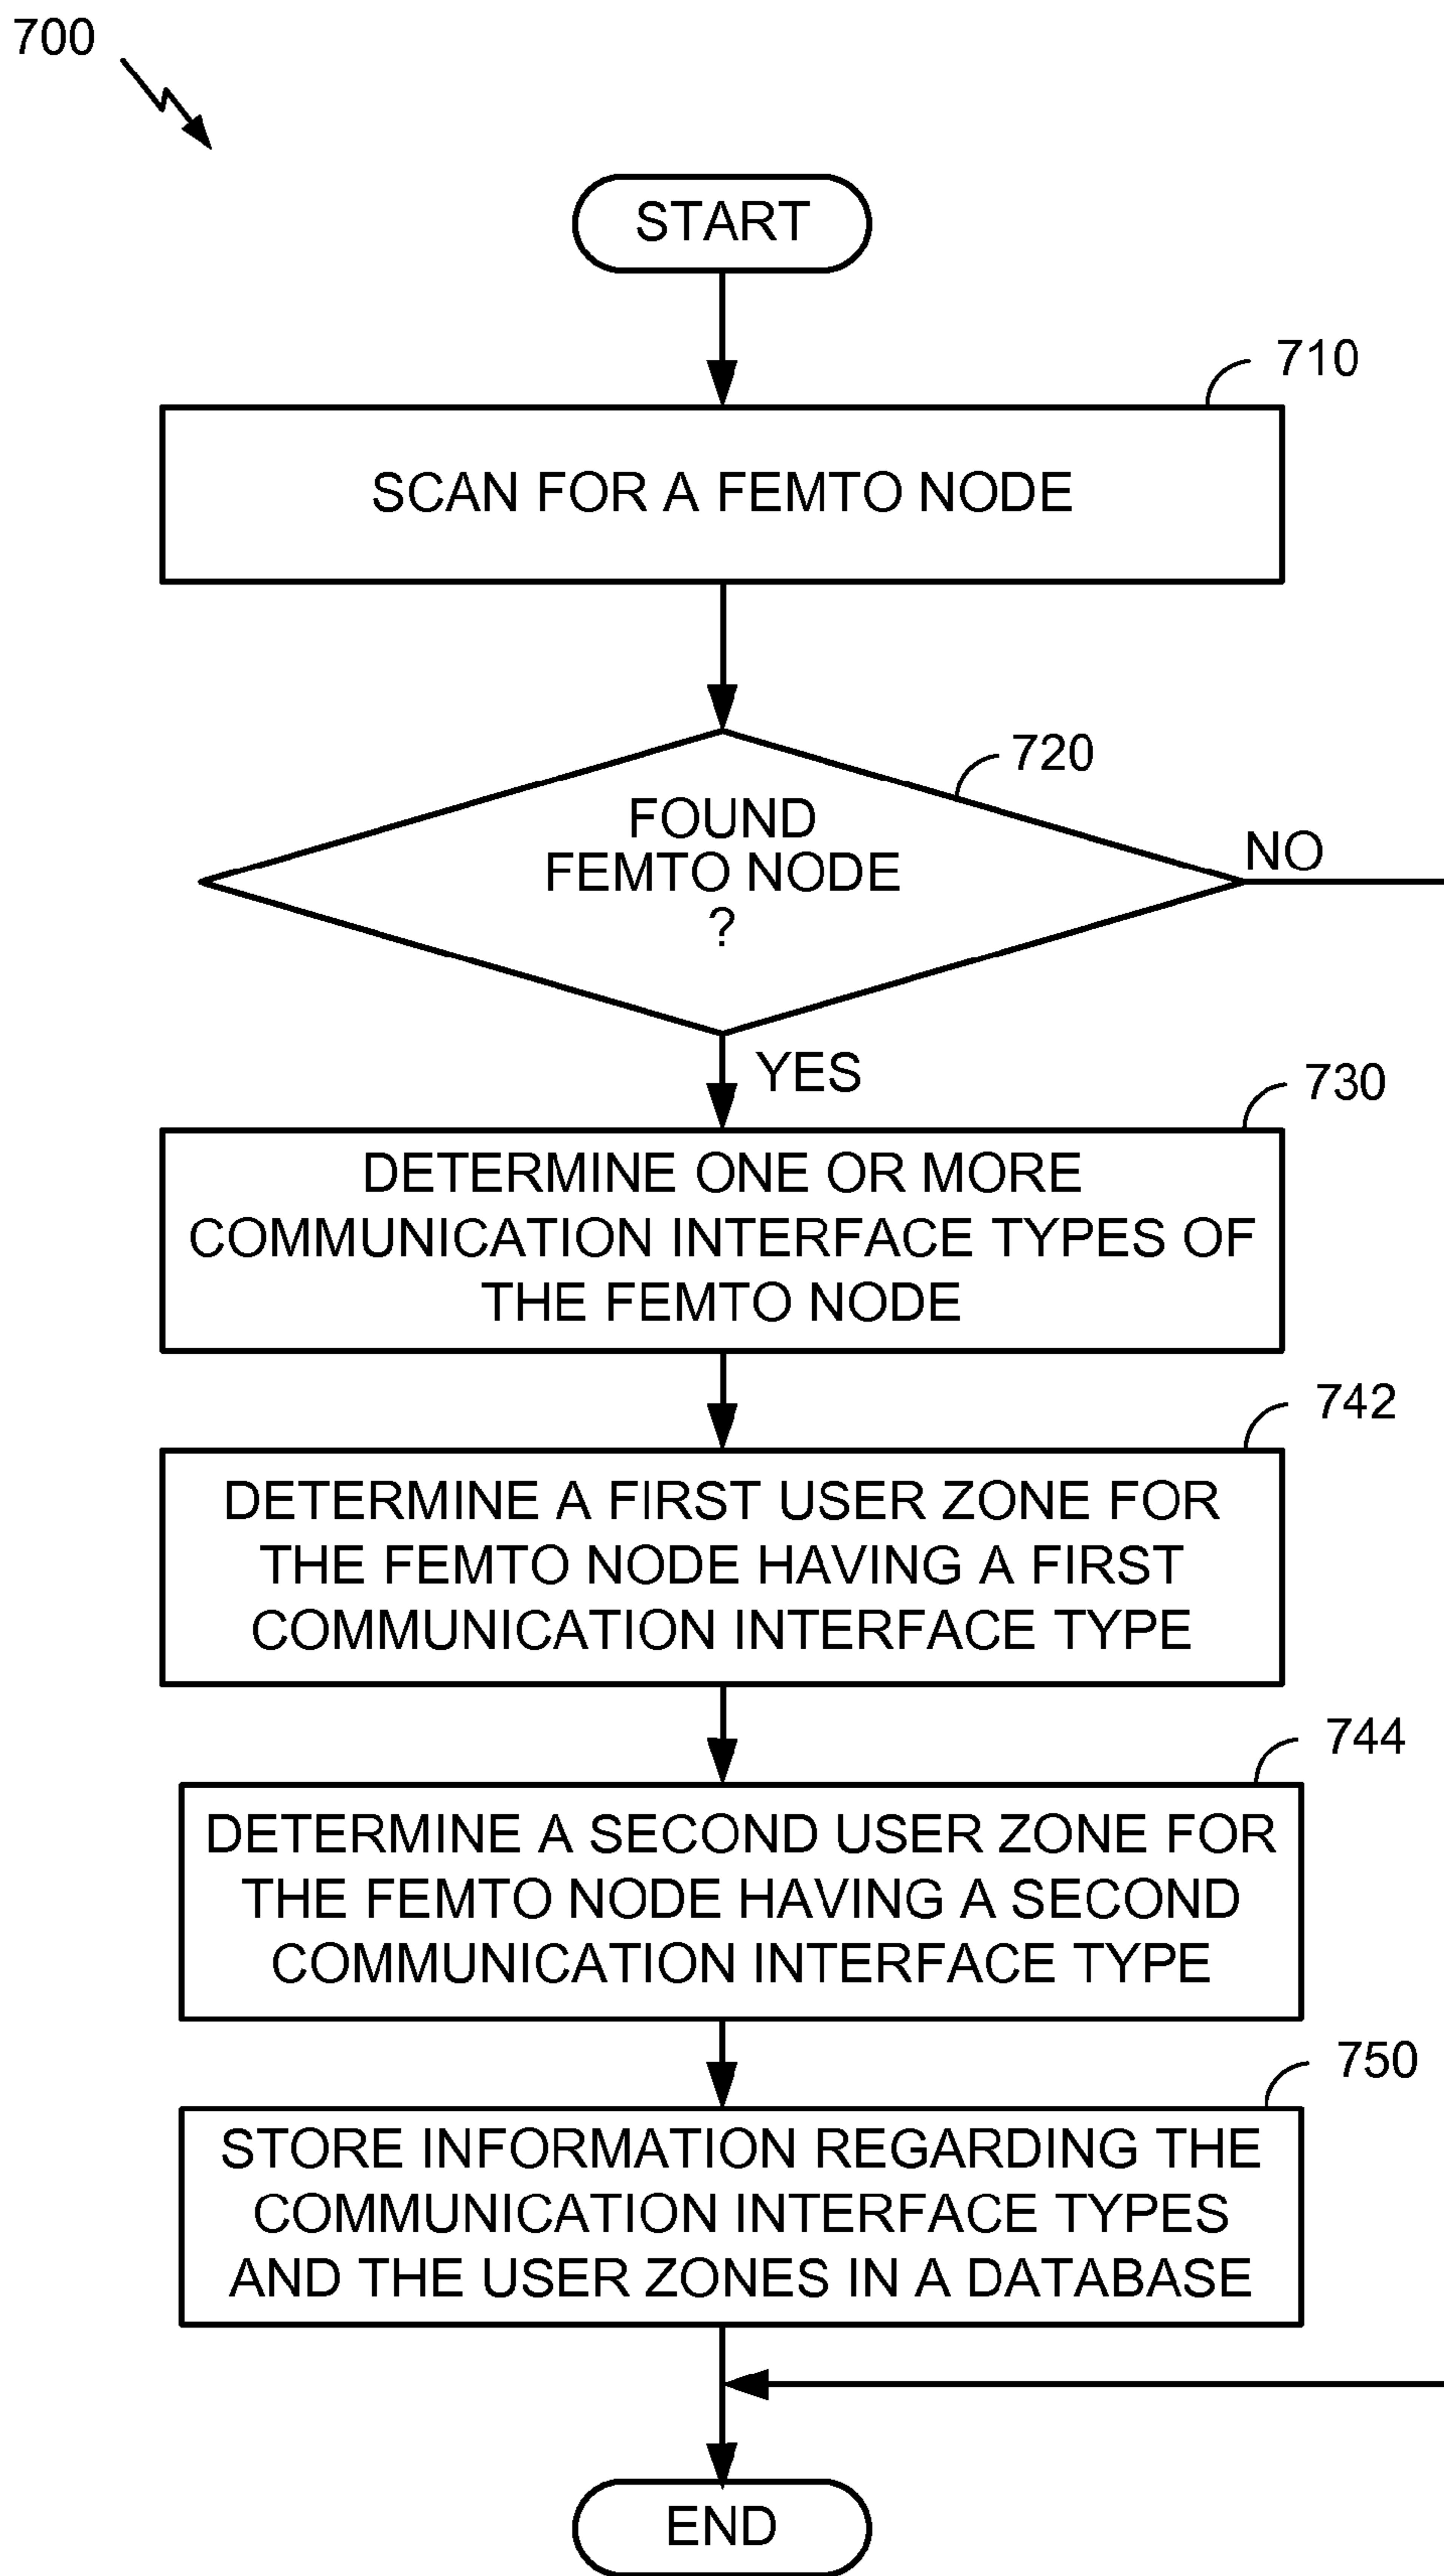 700
START
710
SCAN FOR A FEMTO NODE
720
FOUND
FEMTO NODE
?
NO
YES
730
DETERMINE ONE OR MORE
COMMUNICATION INTERFACE TYPES OF
THE FEMTO NODE
742
DETERMINE A FIRST USER ZONE FOR
THE FEMTO NODE HAVING A FIRST
COMMUNICATION INTERFACE TYPE
744
DETERMINE A SECOND USER ZONE FOR
THE FEMTO NODE HAVING A SECOND
COMMUNICATION INTERFACE TYPE
750
STORE INFORMATION REGARDING THE
COMMUNICATION INTERFACE TYPES
AND THE USER ZONES IN A DATABASE
END